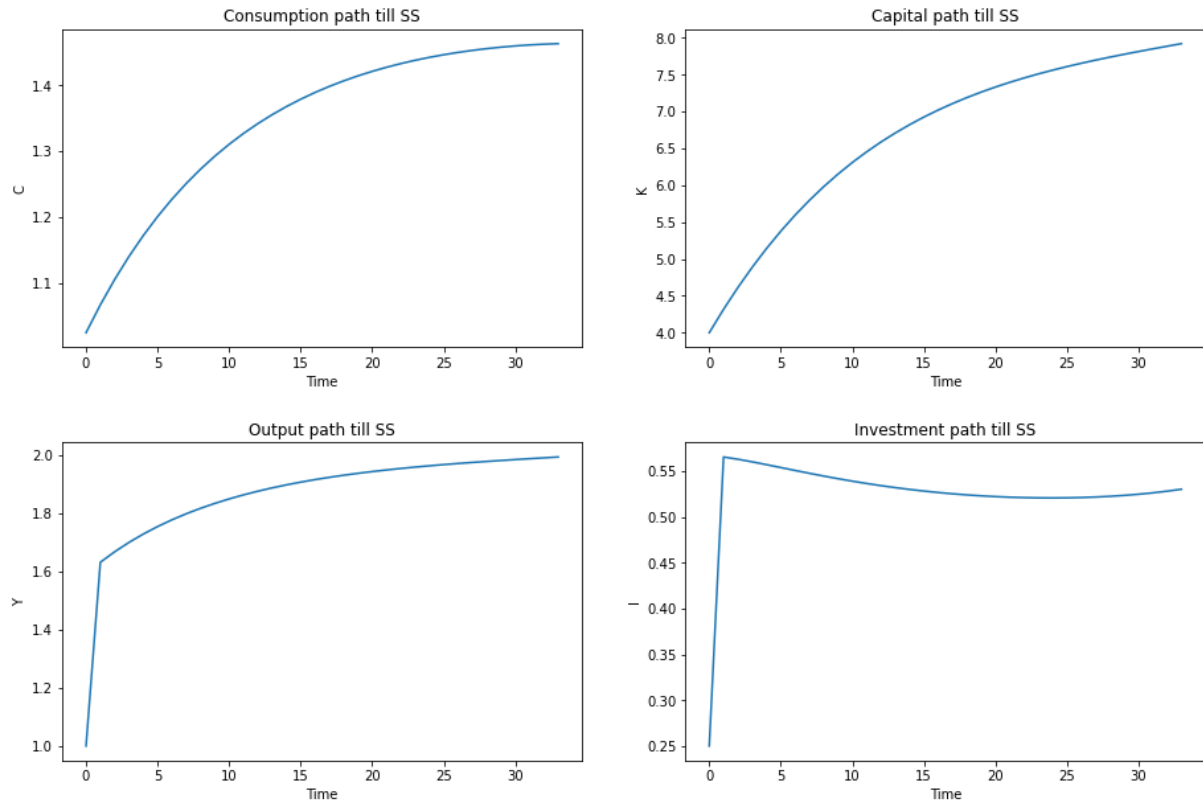 Consumption path till SS
1.4
1.3
1.2
1.1
C
0 5 10 15 20 25 30
Time
Capital path till SS
8.0
7.5
7.0
6.5
6.0
5.5
5.0
4.5
4.0
K
0 5 10 15 20 25 30
Time
Output path till SS
2.0
1.8
1.6
1.4
1.2
1.0
Y
0 5 10 15 20 25 30
Time
Investment path till SS
0.55
0.50
0.45
0.40
0.35
0.30
0.25
I
0 5 10 15 20 25 30
Time